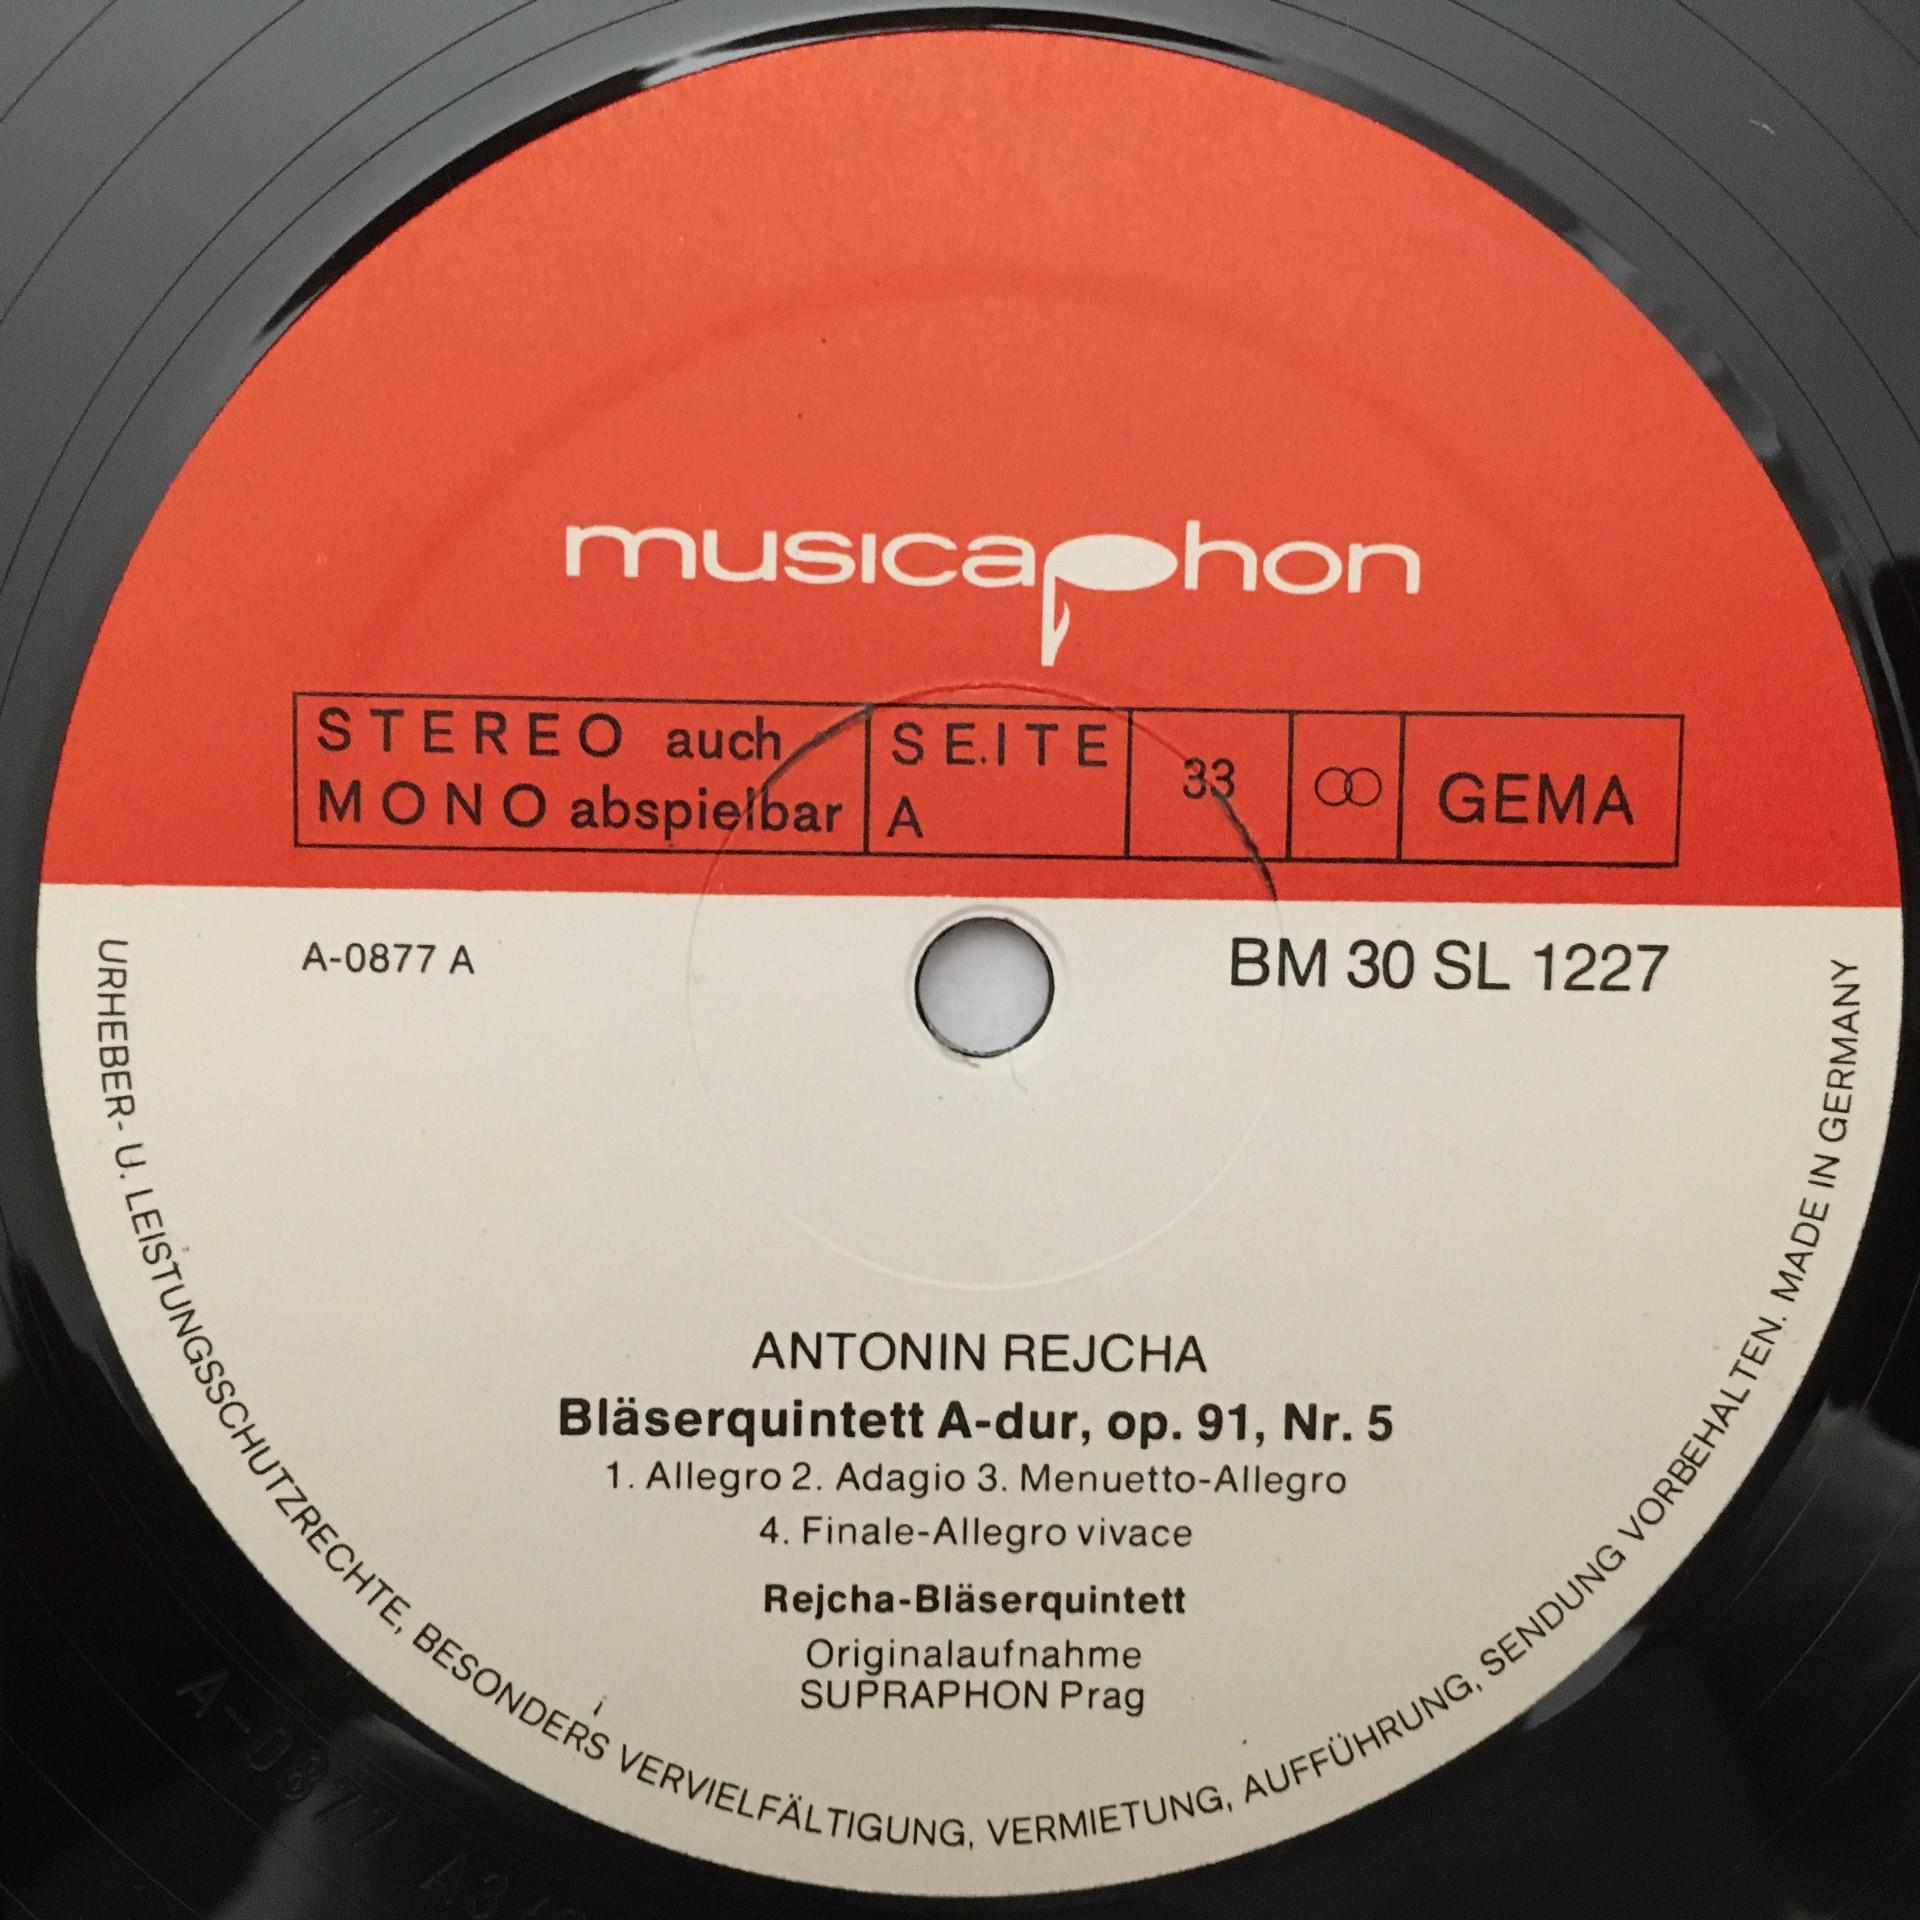 musicaphon
STEREO auch
MONO abspielbar
SEITE
A
33
GEMA
A-0877 A
BM 30 SL 1227
ANTONIN REJCHA
Bläserquintett A-dur, op. 91, Nr. 5
1. Allegro 2. Adagio 3. Menuetto-Allegro
4. Finale-Allegro vivace
Rejcha-Bläserquintett
Originalaufnahme
SUPRAPHON Prag
URHEBER- U. LEISTUNGSSCHUTZRECHTE, BESONDERS VERVIELFÄLTIGUNG, VERMIETUNG, AUFFÜHRUNG, SENDUNG VORBEHALTEN. MADE IN GERMANY
A-0877